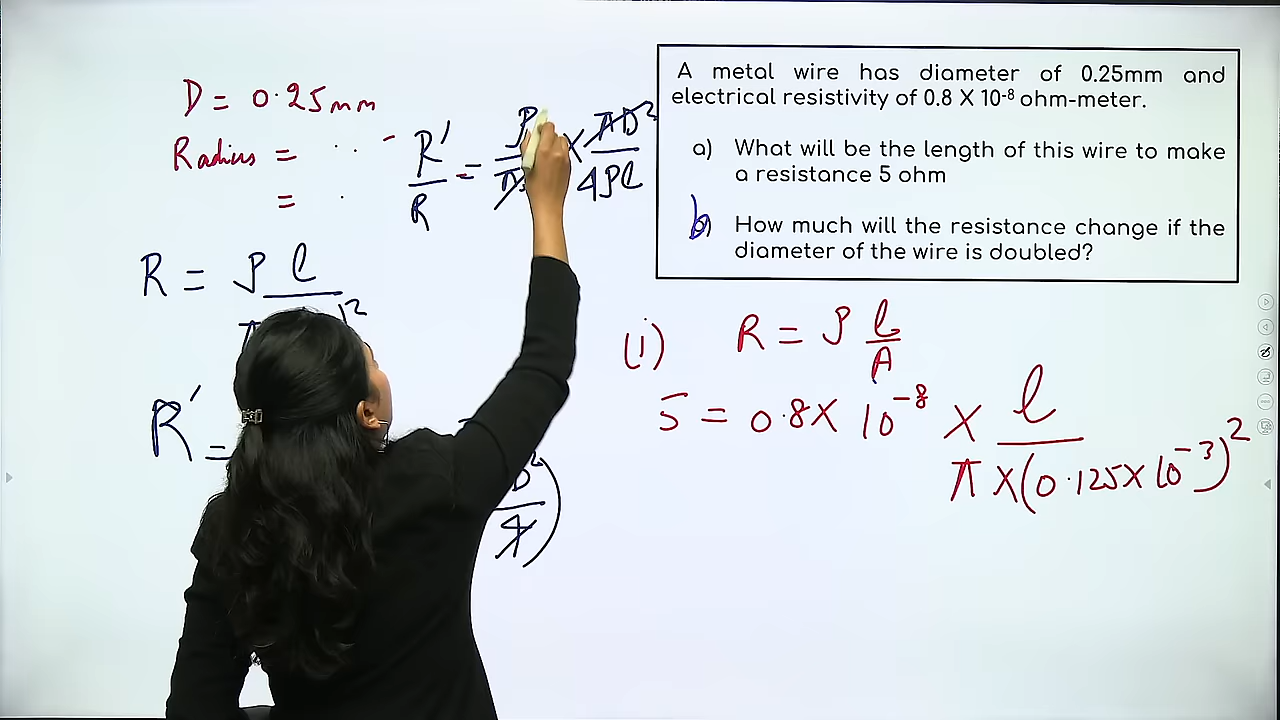 D = 0.25mm
Radius =
=
R'/R = ρ × πD²/4ρl
R = ρl
R' =
D²/4)
A metal wire has diameter of 0.25mm and
electrical resistivity of 0.8 X 10⁻⁸ ohm-meter.
a) What will be the length of this wire to make
a resistance 5 ohm
b) How much will the resistance change if the
diameter of the wire is doubled?
(i) R = ρ l/A
5 = 0.8 × 10⁻⁸ × l/π×(0.125×10⁻³)²